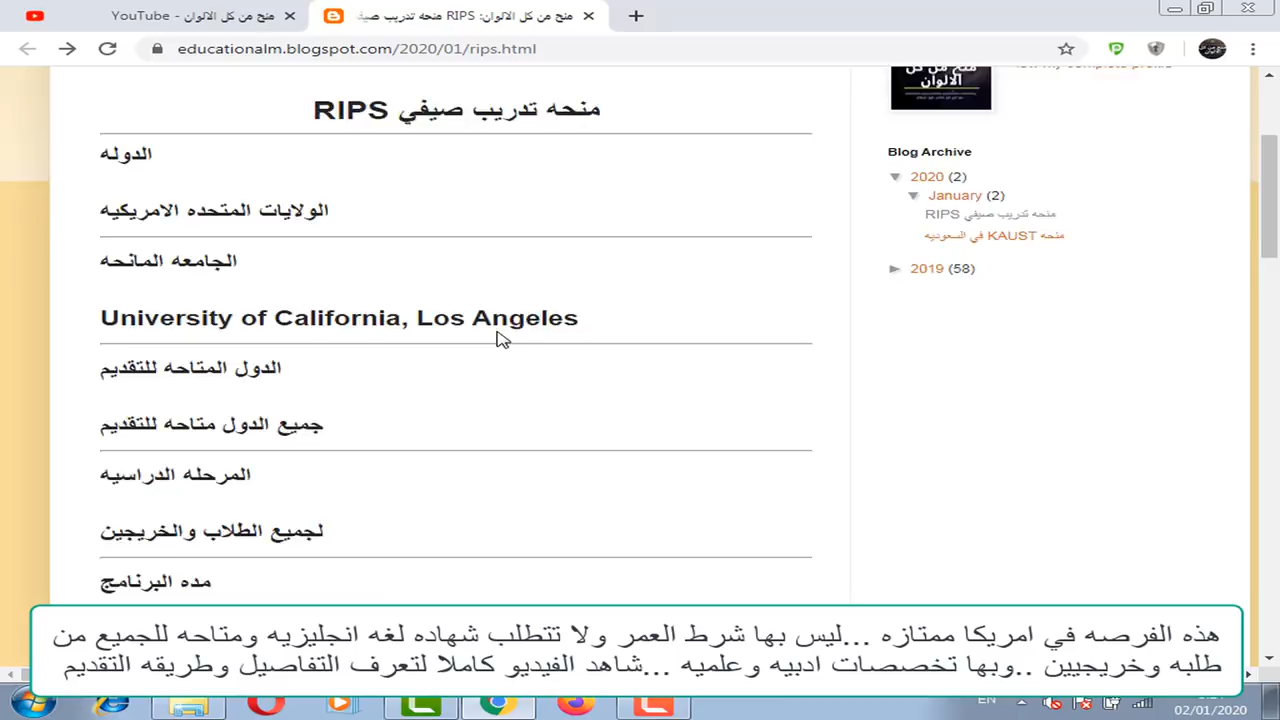 منح من كل الالوان - YouTube
منح من كل الالوان: RIPS منحه تدريب
educationalm.blogspot.com/2020/01/rips.html
منح من كل
الالوان
منحه تدريب صيفي RIPS
الدوله
الولايات المتحده الامريكيه
الجامعه المانحه
University of California, Los Angeles
الدول المتاحه للتقديم
جميع الدول متاحه للتقديم
المرحله الدراسيه
لجميع الطلاب والخريجين
مده البرنامج
Blog Archive
2020 (2)
January (2)
منحه تدريب صيفي RIPS
منحه KAUST في السعوديه
2019 (58)
هذه الفرصه في امريكا ممتازه ...ليس بها شرط العمر ولا تتطلب شهاده لغه انجليزيه ومتاحه للجميع من
طلبه وخريجيين ..وبها تخصصات ادبيه وعلميه ...شاهد الفيديو كاملا لتعرف التفاصيل وطريقه التقديم
EN
02/01/2020